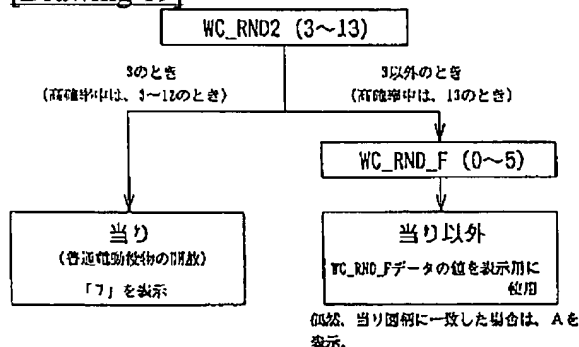 WC_RND2 (3～13)
3のとき
(高確率中は、3～12のとき)
3以外のとき
(高確率中は、13のとき)
WC_RND_F (0～5)
当り
(普通電動役物の開放)
「7」を表示
当り以外
WC_RND_Fデータの値を表示用に
使用
偶然、当り図柄に一致した場合は、Aを
表示。